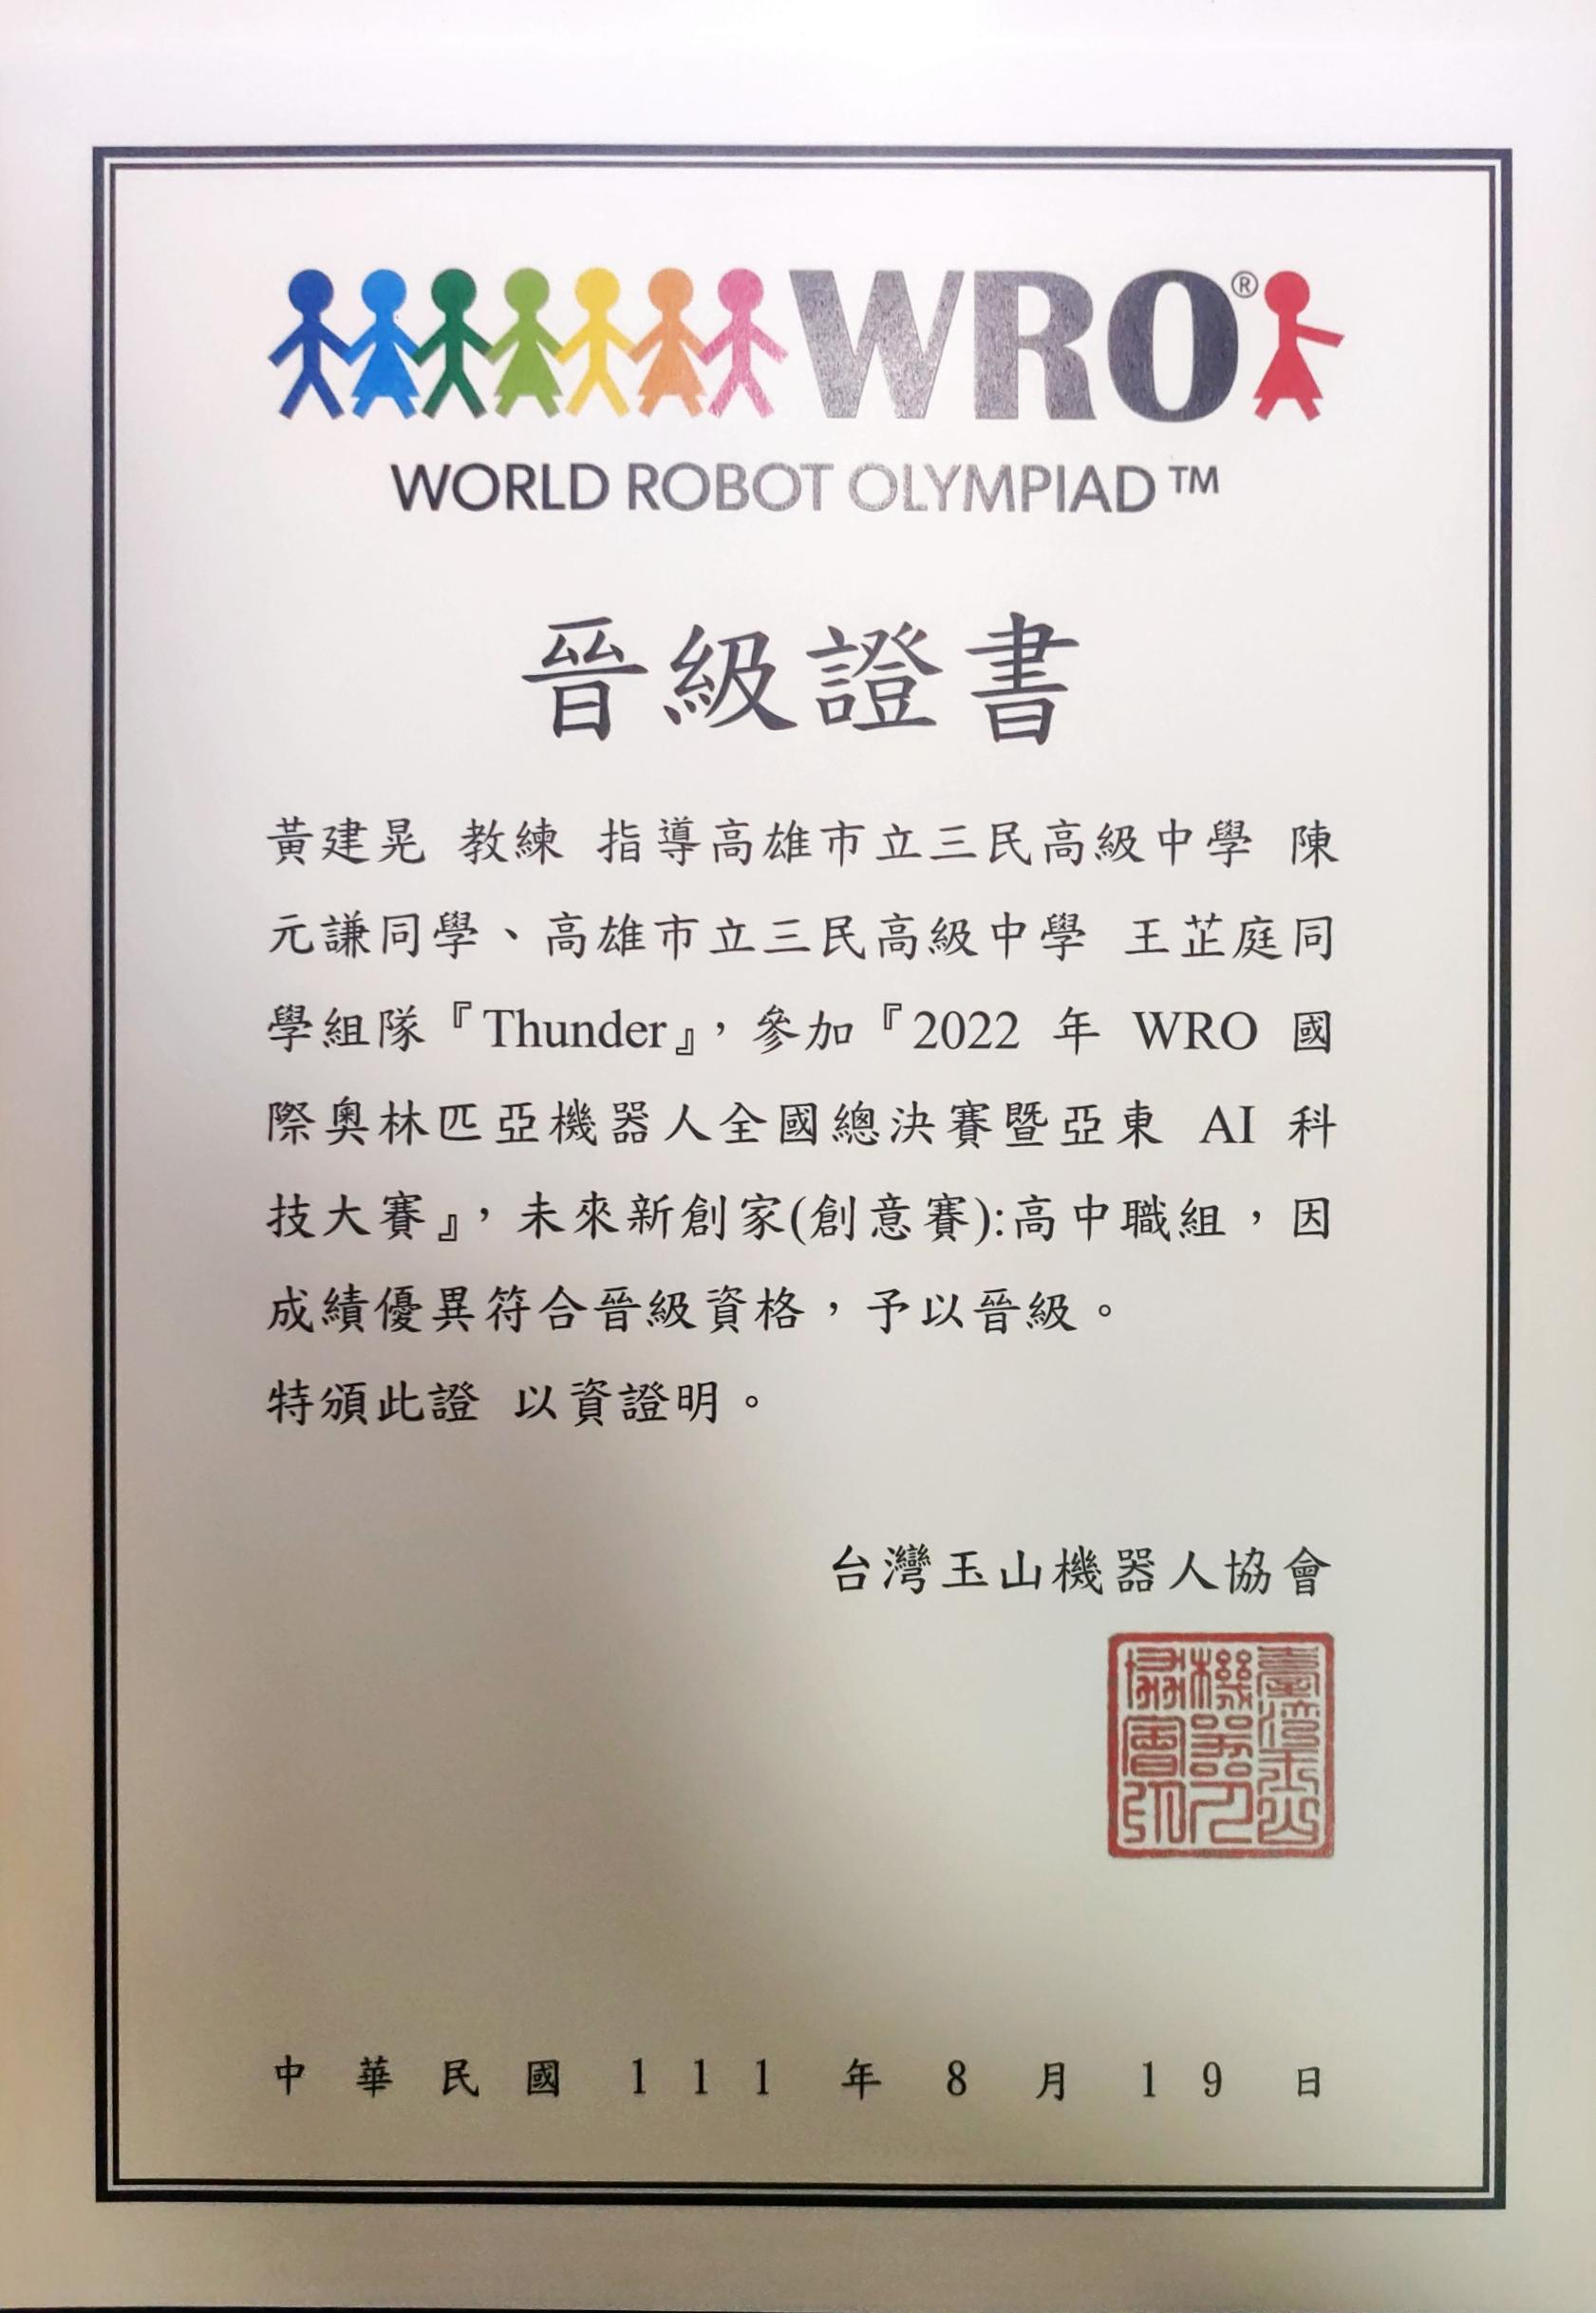 WRO®
WORLD ROBOT OLYMPIAD™
晉級證書
黃建晃 教練 指導高雄市立三民高級中學 陳
元謙同學、高雄市立三民高級中學 王芷庭同
學組隊『Thunder』，參加『2022 年 WRO 國
際奧林匹亞機器人全國總決賽暨亞東 AI 科
技大賽』，未來新創家(創意賽):高中職組，因
成績優異符合晉級資格，予以晉級。
特頒此證 以資證明。
台灣玉山機器人協會
臺灣玉山
機器人
協會印
中華民國 111 年 8 月 19 日